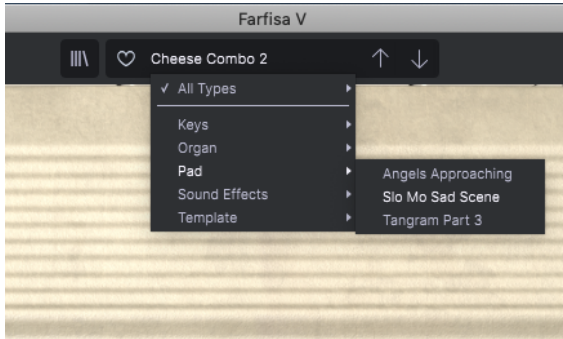 Farfisa V
Cheese Combo 2
✓ All Types
Keys
Organ
Pad
Angels Approaching
Sound Effects
Slo Mo Sad Scene
Template
Tangram Part 3